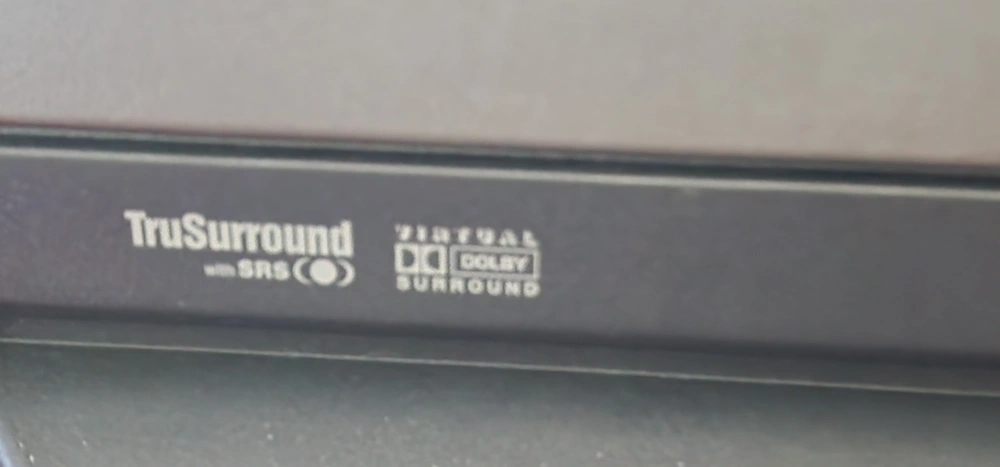 TruSurround
with SRS
VIRTUAL
DOLBY
SURROUND